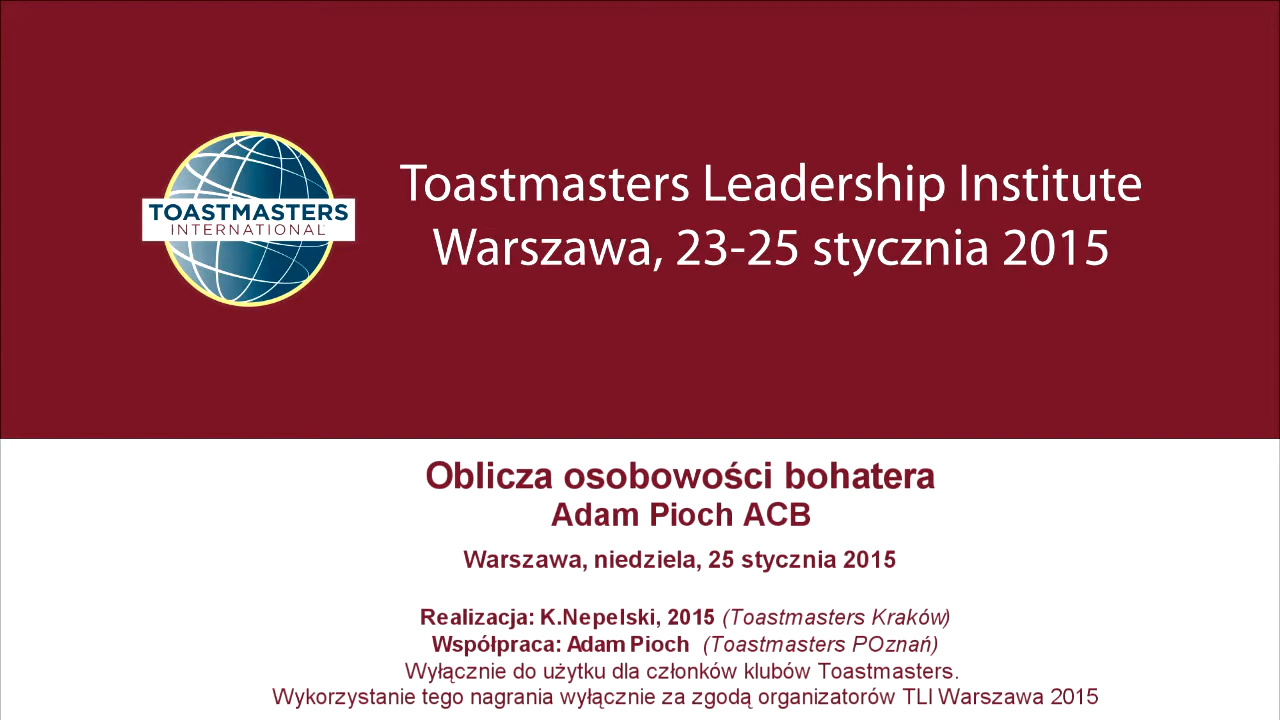 TOASTMASTERS
INTERNATIONAL
Toastmasters Leadership Institute
Warszawa, 23-25 stycznia 2015
Oblicza osobowości bohatera
Adam Pioch ACB
Warszawa, niedziela, 25 stycznia 2015
Realizacja: K.Nepelski, 2015 (Toastmasters Kraków)
Współpraca: Adam Pioch (Toastmasters POznań)
Wyłącznie do użytku dla członków klubów Toastmasters.
Wykorzystanie tego nagrania wyłącznie za zgodą organizatorów TLI Warszawa 2015